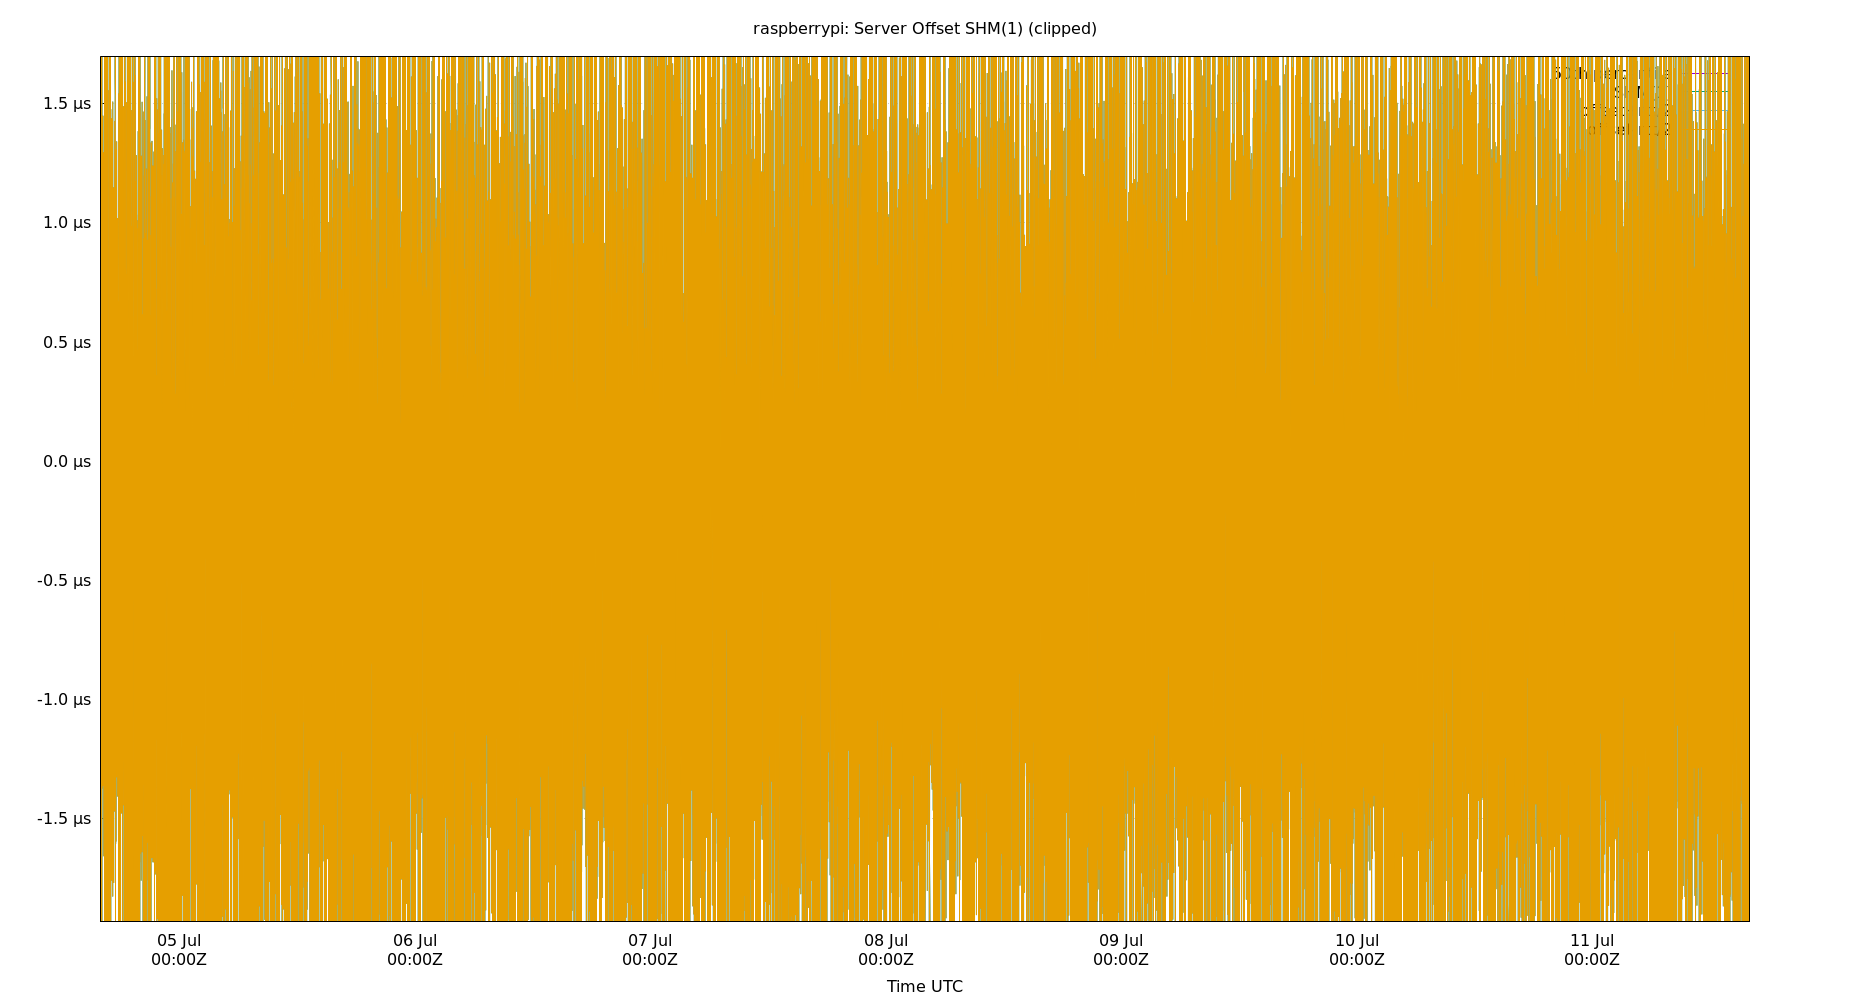 raspberrypi: Server Offset SHM(1) (clipped)
1.5 µs
1.0 µs
0.5 µs
0.0 µs
-0.5 µs
-1.0 µs
-1.5 µs
05 Jul 06 Jul 07 Jul 08 Jul 09 Jul 10 Jul 11 Jul
00:00Z 00:00Z 00:00Z 00:00Z 00:00Z 00:00Z 00:00Z
Time UTC